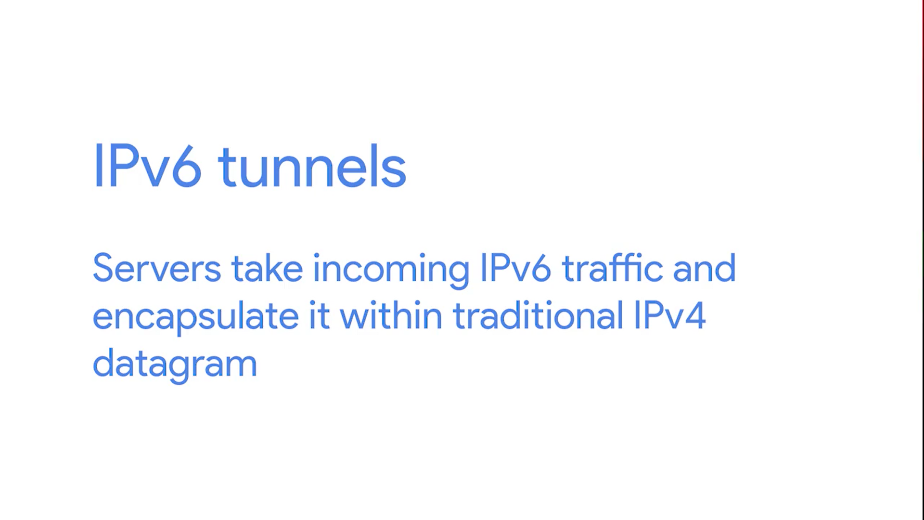 IPv6 tunnels
Servers take incoming IPv6 traffic and
encapsulate it within traditional IPv4
datagram